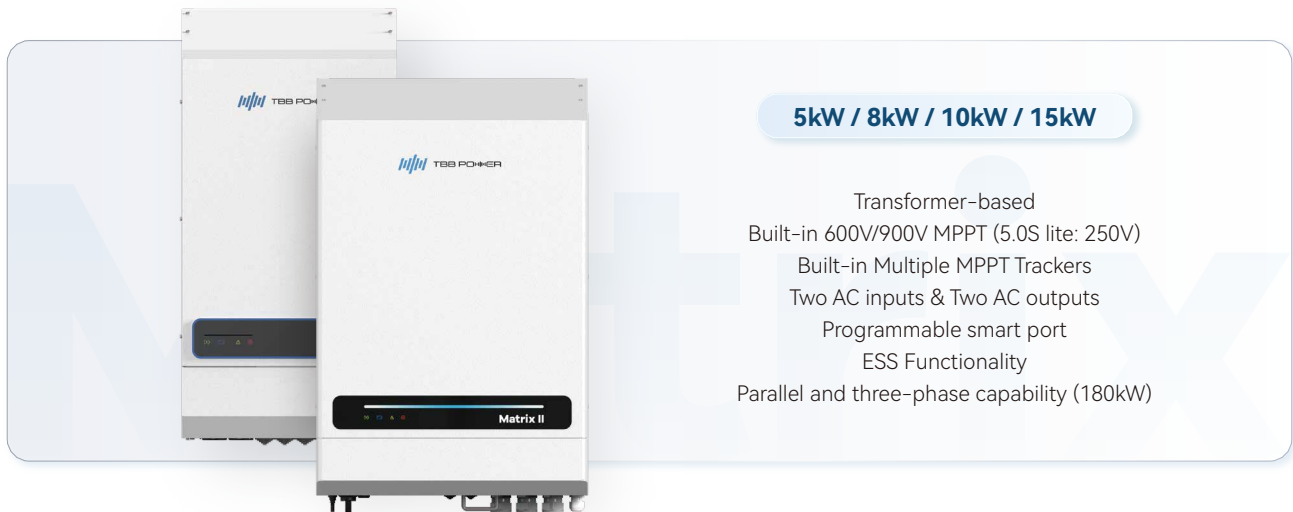 TBB PO
TBB POWER
Matrix II
5kW / 8kW / 10kW / 15kW
Transformer-based
Built-in 600V/900V MPPT (5.0S lite: 250V)
Built-in Multiple MPPT Trackers
Two AC inputs & Two AC outputs
Programmable smart port
ESS Functionality
Parallel and three-phase capability (180kW)
Matrix